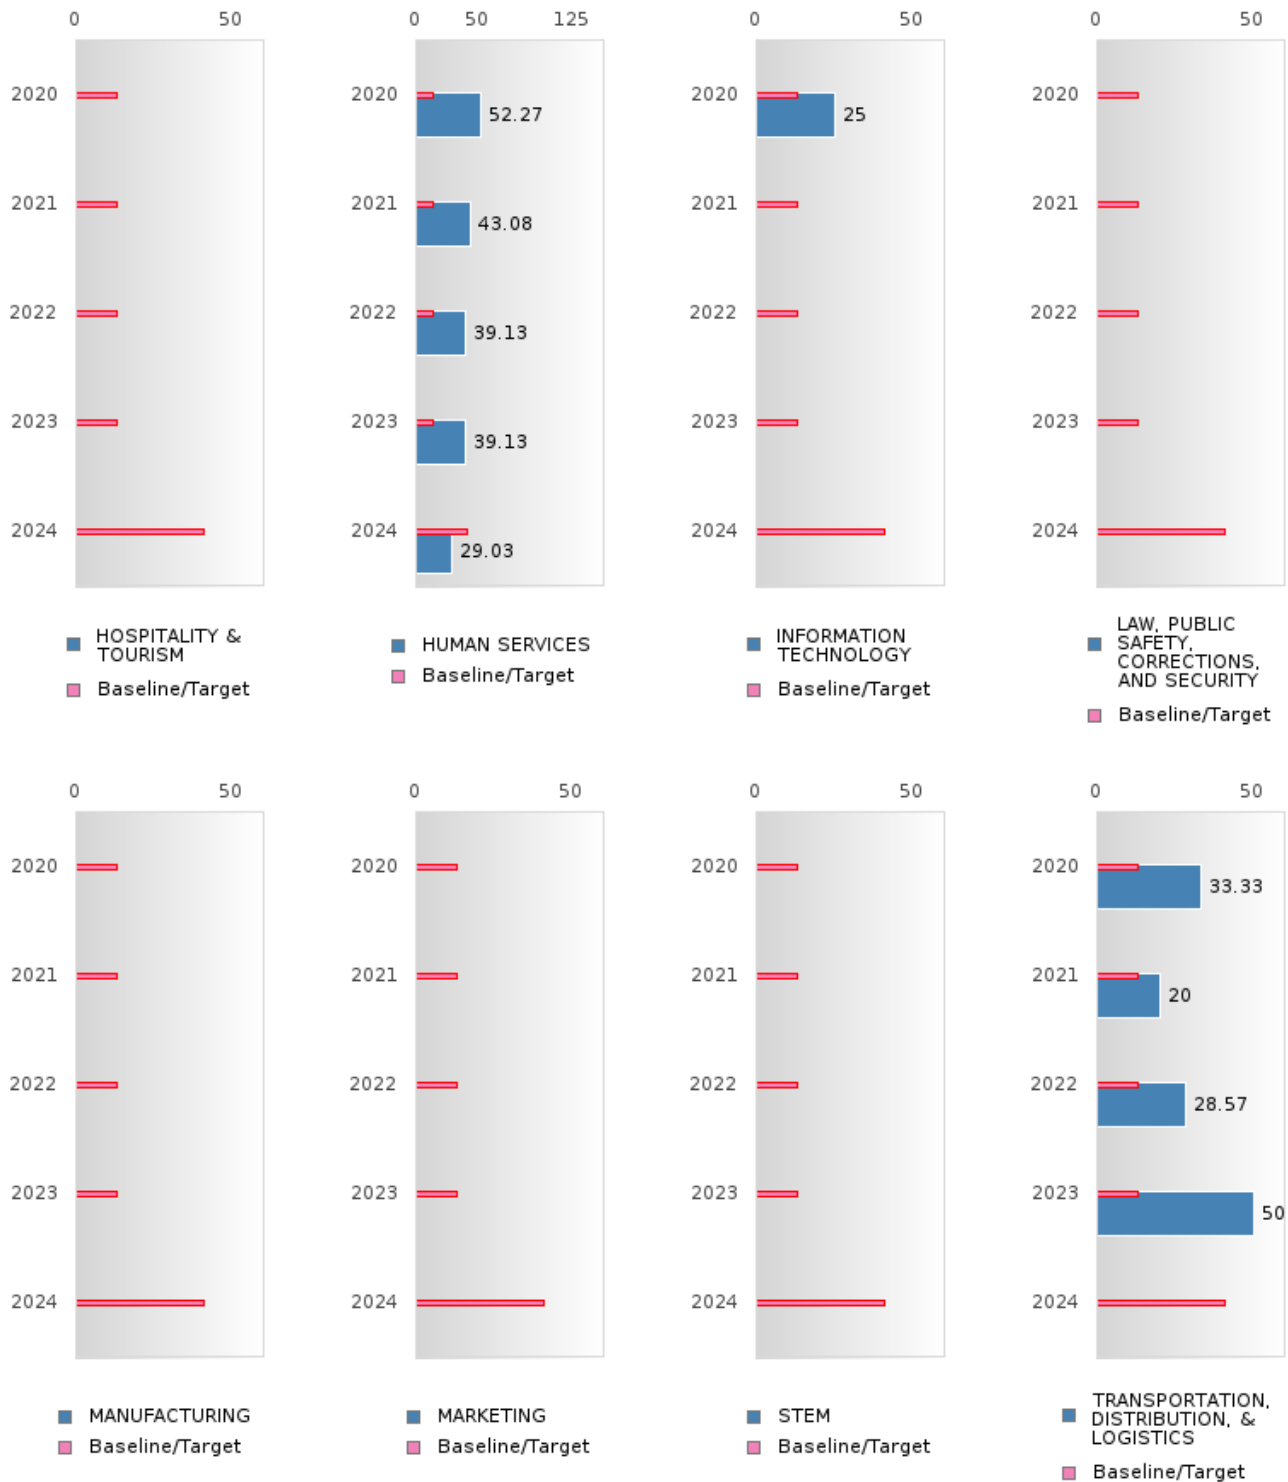 0 50
2020
2021
2022
2023
2024
HOSPITALITY &
TOURISM
Baseline/Target
0 50 125
2020 52.27
2021 43.08
2022 39.13
2023 39.13
2024 29.03
HUMAN SERVICES
Baseline/Target
0 50
2020 25
2021
2022
2023
2024
INFORMATION
TECHNOLOGY
Baseline/Target
0 50
2020
2021
2022
2023
2024
LAW, PUBLIC
SAFETY,
CORRECTIONS,
AND SECURITY
Baseline/Target
0 50
2020
2021
2022
2023
2024
MANUFACTURING
Baseline/Target
0 50
2020
2021
2022
2023
2024
MARKETING
Baseline/Target
0 50
2020
2021
2022
2023
2024
STEM
Baseline/Target
0 50
2020 33.33
2021 20
2022 28.57
2023 50
2024
TRANSPORTATION,
DISTRIBUTION, &
LOGISTICS
Baseline/Target